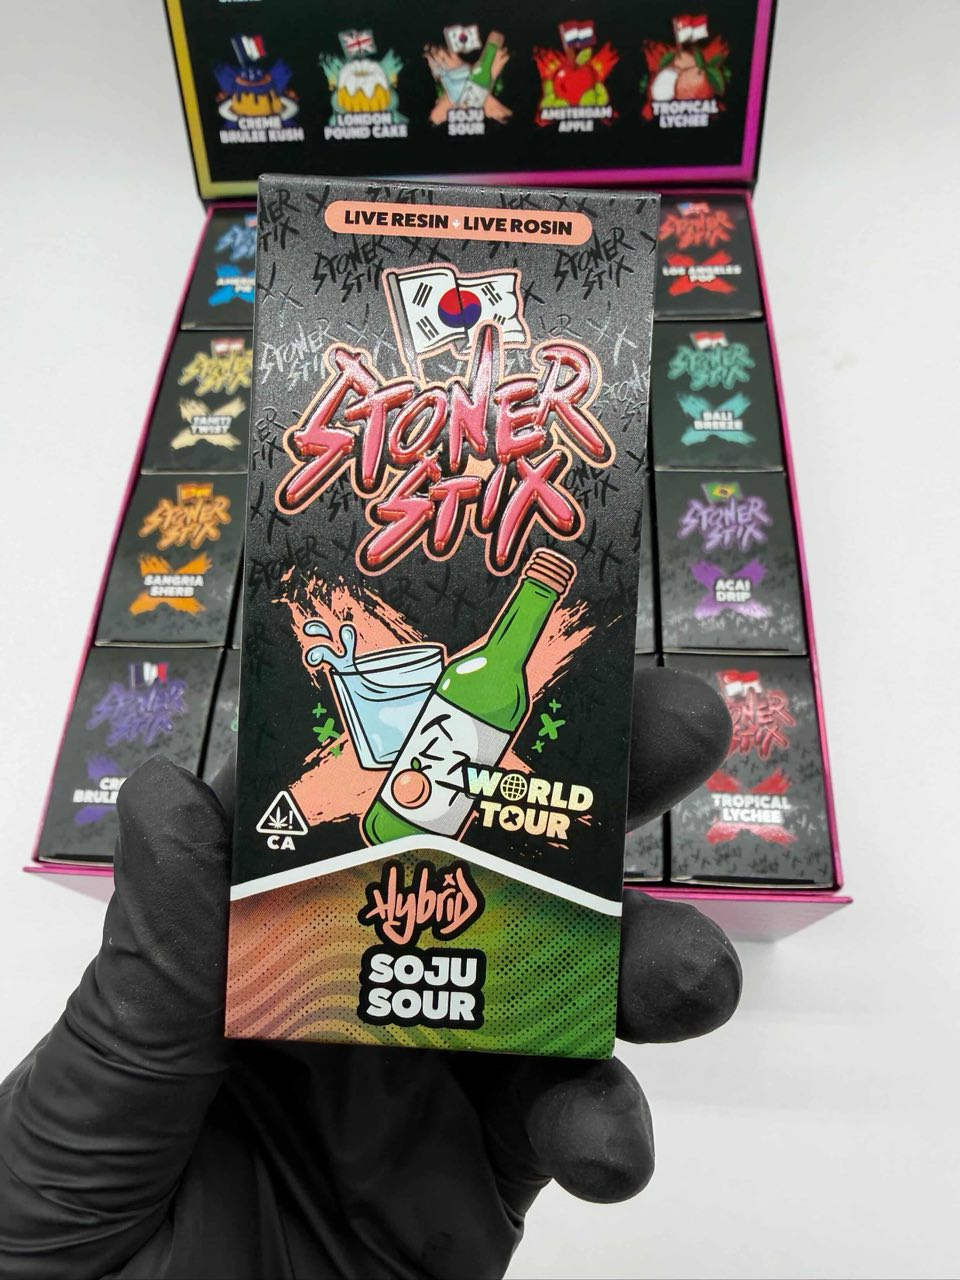 CREME
BRULEE KUSH
LONDON
POUND CAKE
SOJU
SOUR
AMSTERDAM
APPLE
TROPICAL
LYCHEE
LIVE RESIN LIVE ROSIN
STONER
STIX
WORLD
TOUR
CA
Hybrid
SOJU
SOUR
STONER
STIX
LOS ANGELES
POP
STONER
STIX
TAHITI
TWIST
STONER
STIX
BALI
BREEZE
STONER
STIX
SANGRIA
SHERB
STONER
STIX
ACAI
DRIP
STONER
STIX
TROPICAL
LYCHEE